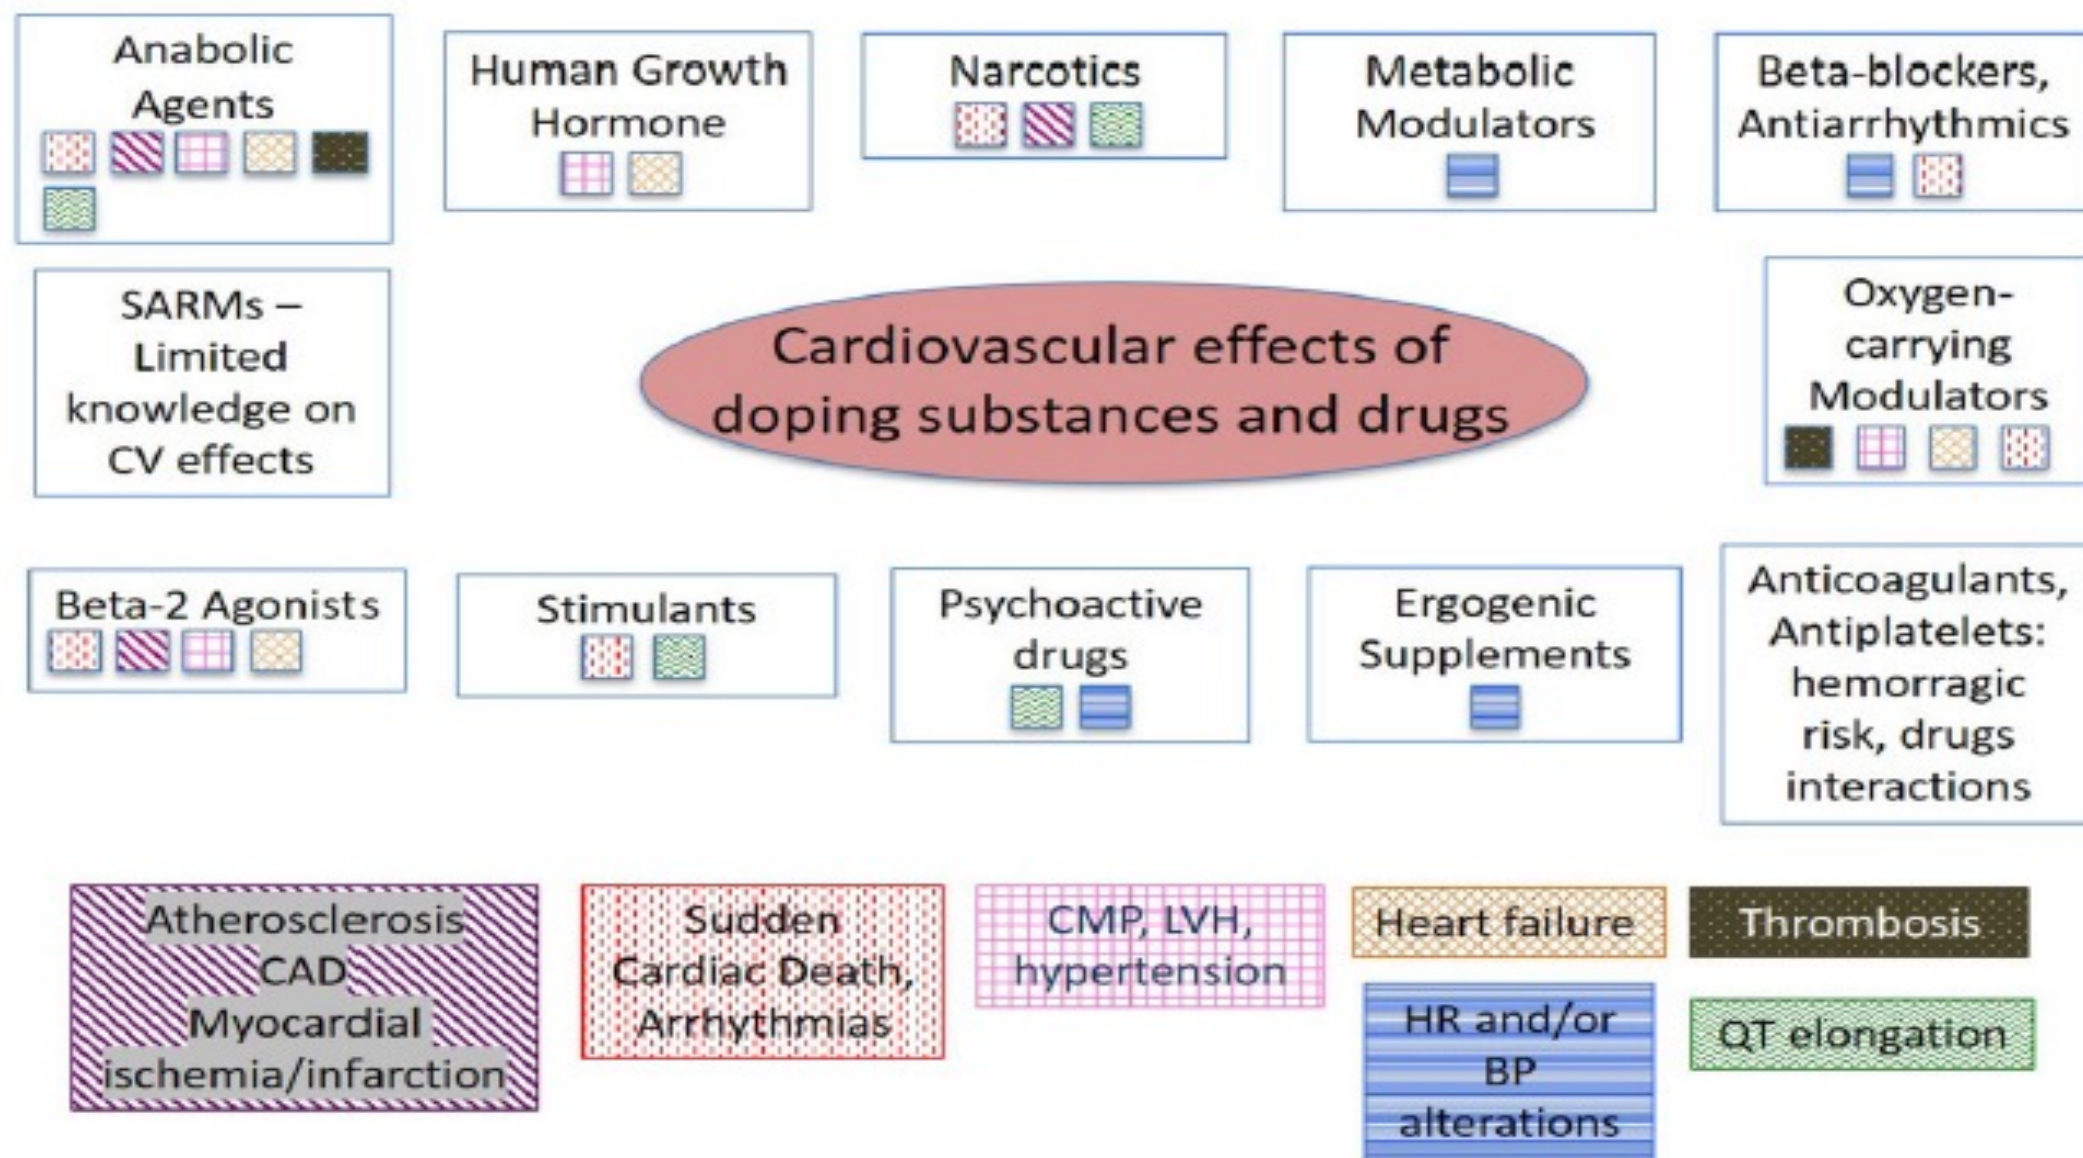 Anabolic
Agents
Human Growth
Hormone
Narcotics
Metabolic
Modulators
Beta-blockers,
Antiarrhythmics
SARMs –
Limited
knowledge on
CV effects
Cardiovascular effects of
doping substances and drugs
Oxygen-
carrying
Modulators
Beta-2 Agonists
Stimulants
Psychoactive
drugs
Ergogenic
Supplements
Anticoagulants,
Antiplatelets:
hemorragic
risk, drugs
interactions
Atherosclerosis
CAD
Myocardial
ischemia/infarction
Sudden
Cardiac Death,
Arrhythmias
CMP, LVH,
hypertension
Heart failure
Thrombosis
HR and/or
BP
alterations
QT elongation